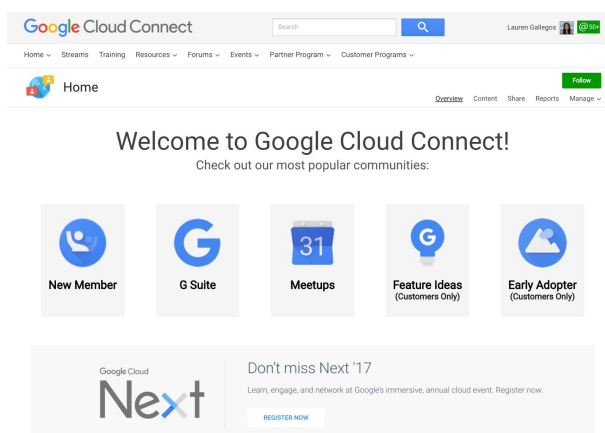 Google Cloud Connect
Search
Lauren Gallegos
@50+
Home
Streams
Training
Resources
Forums
Events
Partner Program
Customer Programs
Home
Follow
Overview
Content
Share
Reports
Manage
Welcome to Google Cloud Connect!
Check out our most popular communities:
G
31
G
New Member
G Suite
Meetups
Feature Ideas
(Customers Only)
Early Adopter
(Customers Only)
Google Cloud
Next
Don't miss Next '17
Learn, engage, and network at Google's immersive, annual cloud event. Register now.
REGISTER NOW